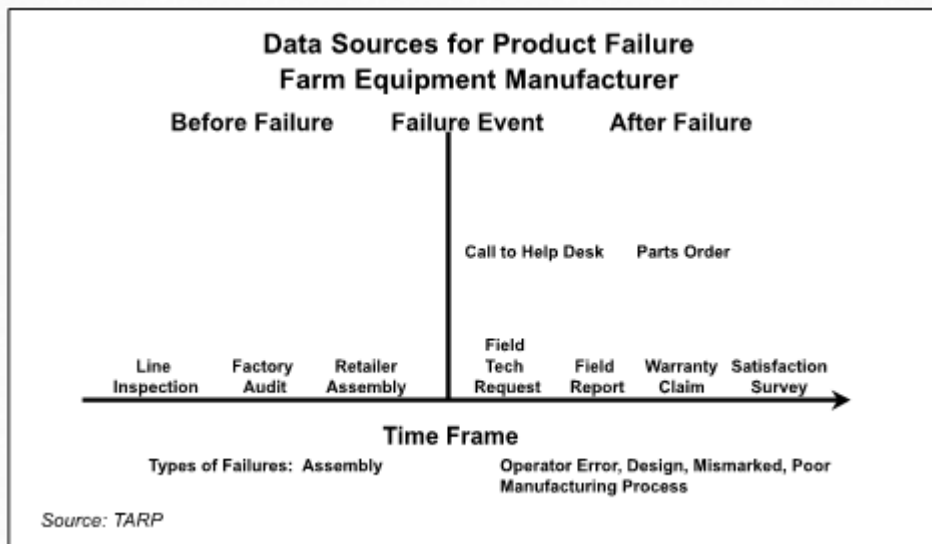 Data Sources for Product Failure
Farm Equipment Manufacturer
Before Failure Failure Event After Failure
Call to Help Desk Parts Order
Line
Inspection
Factory
Audit
Retailer
Assembly
Field
Tech
Request
Field
Report
Warranty
Claim
Satisfaction
Survey
Time Frame
Types of Failures: Assembly
Operator Error, Design, Mismarked, Poor
Manufacturing Process
Source: TARP